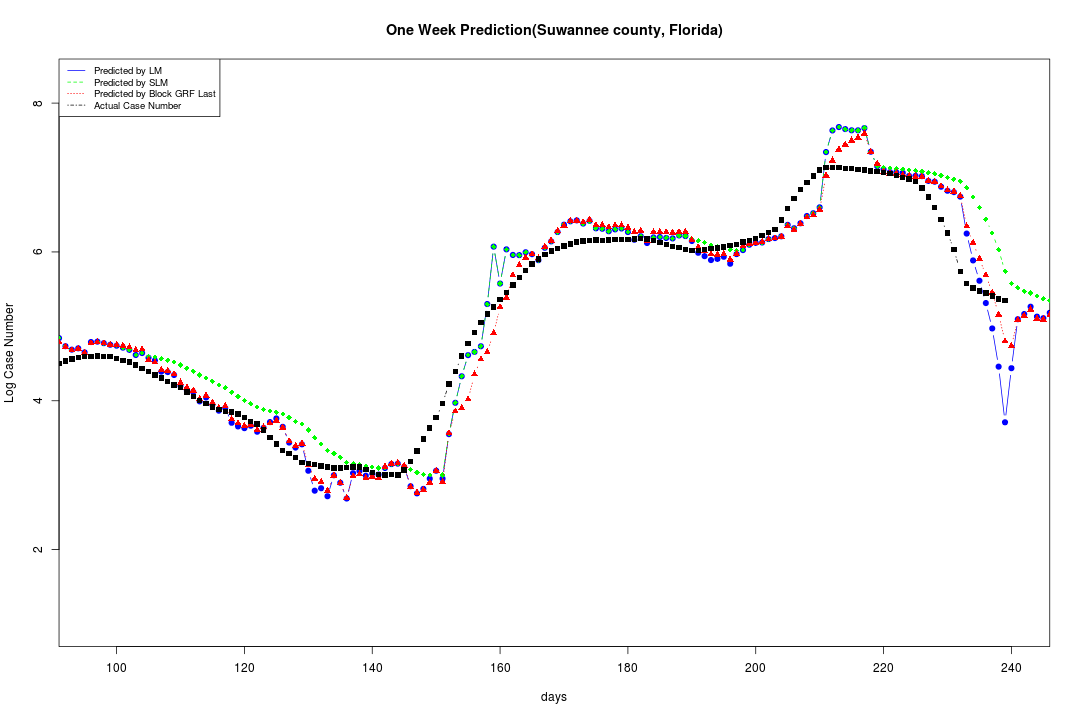 One Week Prediction(Suwannee county, Florida)
Predicted by LM
Predicted by SLM
Predicted by Block GRF Last
Actual Case Number
Log Case Number
8
6
4
2
100 120 140 160 180 200 220 240
days